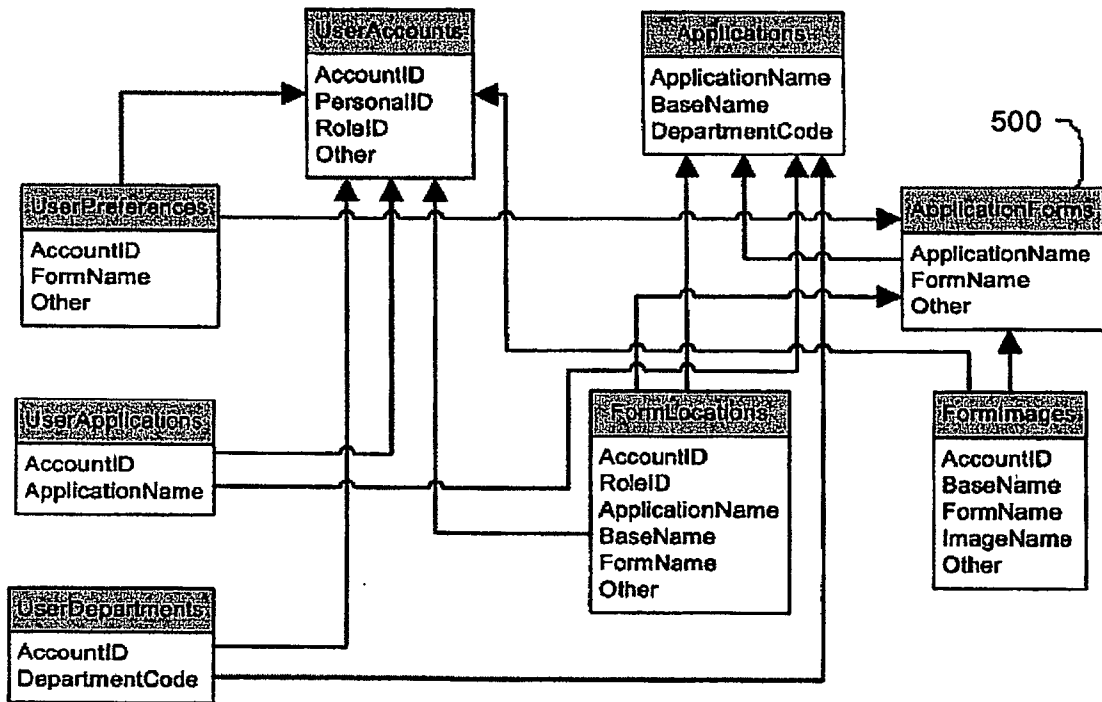 UserAccounts
AccountID
PersonalID
RoleID
Other
Applications
ApplicationName
BaseName
DepartmentCode
500
UserPreferences
AccountID
FormName
Other
ApplicationForms
ApplicationName
FormName
Other
UserApplications
AccountID
ApplicationName
FormLocations
AccountID
RoleID
ApplicationName
BaseName
FormName
Other
FormImages
AccountID
BaseName
FormName
ImageName
Other
UserDepartments
AccountID
DepartmentCode